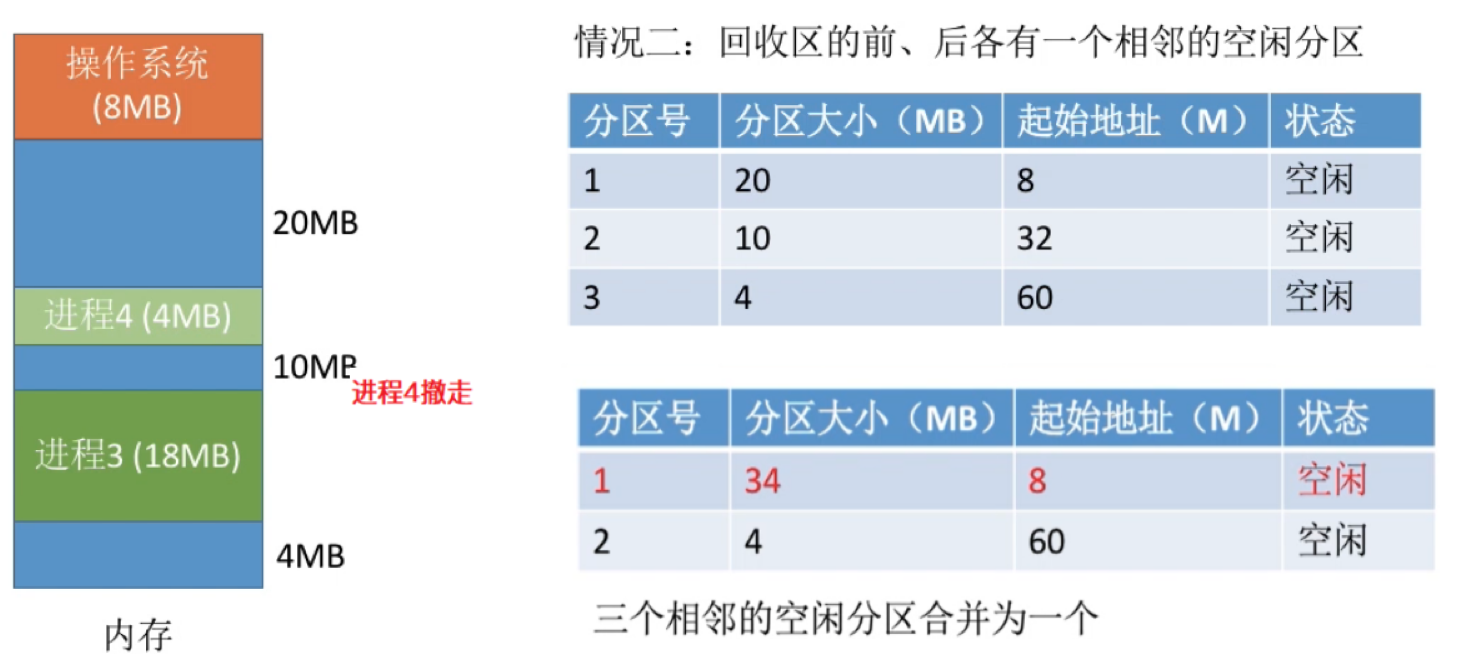 操作系统
(8MB)
20MB
进程4 (4MB)
10MB
进程4撤走
进程3 (18MB)
4MB
内存
情况二：回收区的前、后各有一个相邻的空闲分区
分区号 分区大小（MB） 起始地址（M） 状态
1 20 8 空闲
2 10 32 空闲
3 4 60 空闲
分区号 分区大小（MB） 起始地址（M） 状态
1 34 8 空闲
2 4 60 空闲
三个相邻的空闲分区合并为一个